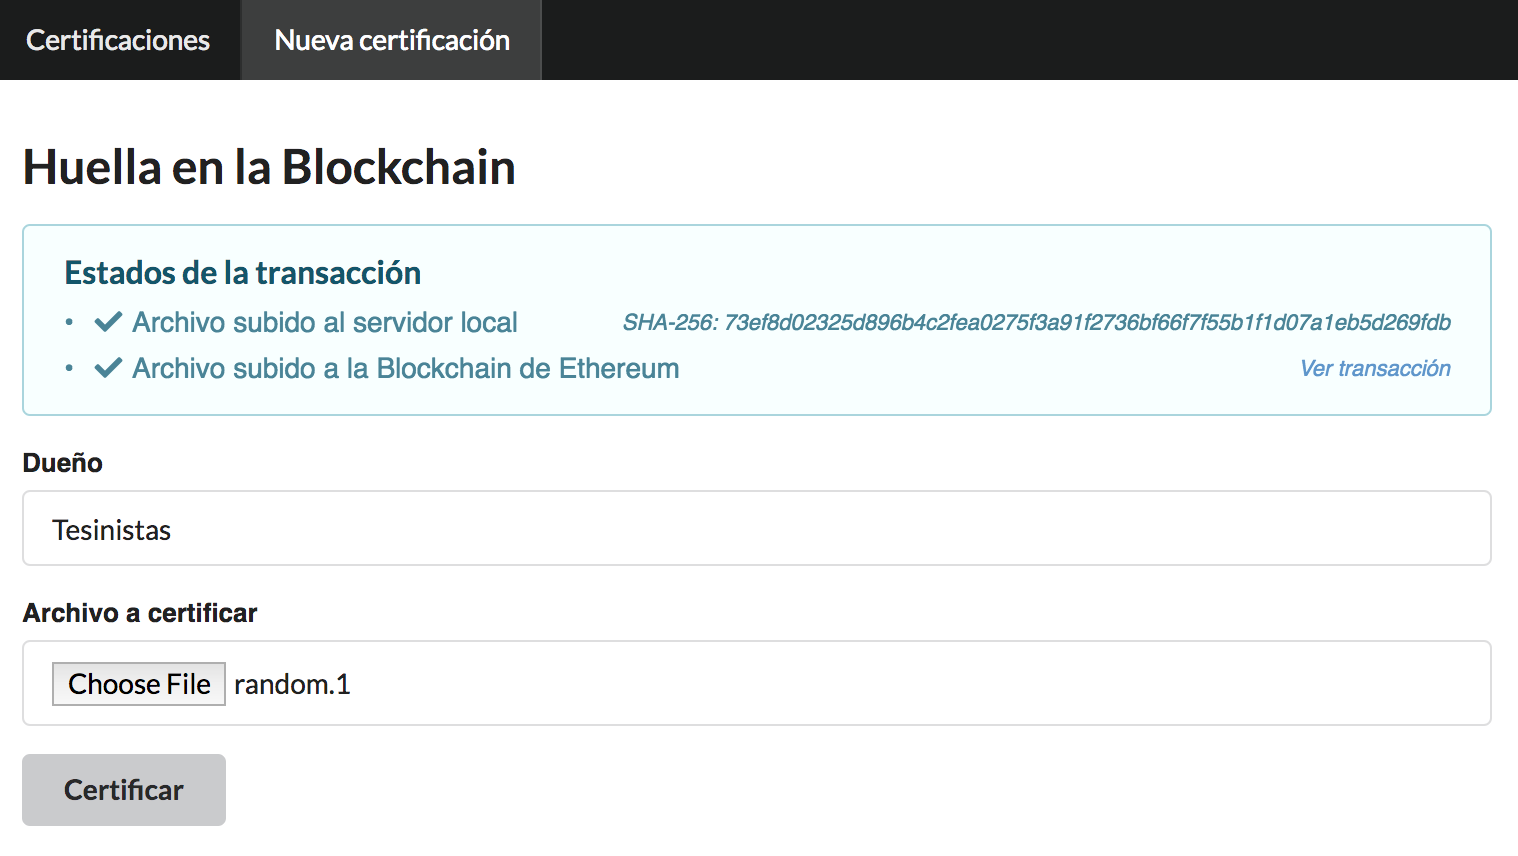 Certificaciones Nueva certificación
Huella en la Blockchain
Estados de la transacción
• Archivo subido al servidor local SHA-256: 73ef8d02325d896b4c2fea0275f3a91f2736bf66f7f55b1f1d07a1eb5d269fdb
• Archivo subido a la Blockchain de Ethereum Ver transacción
Dueño
Tesinistas
Archivo a certificar
Choose File random.1
Certificar